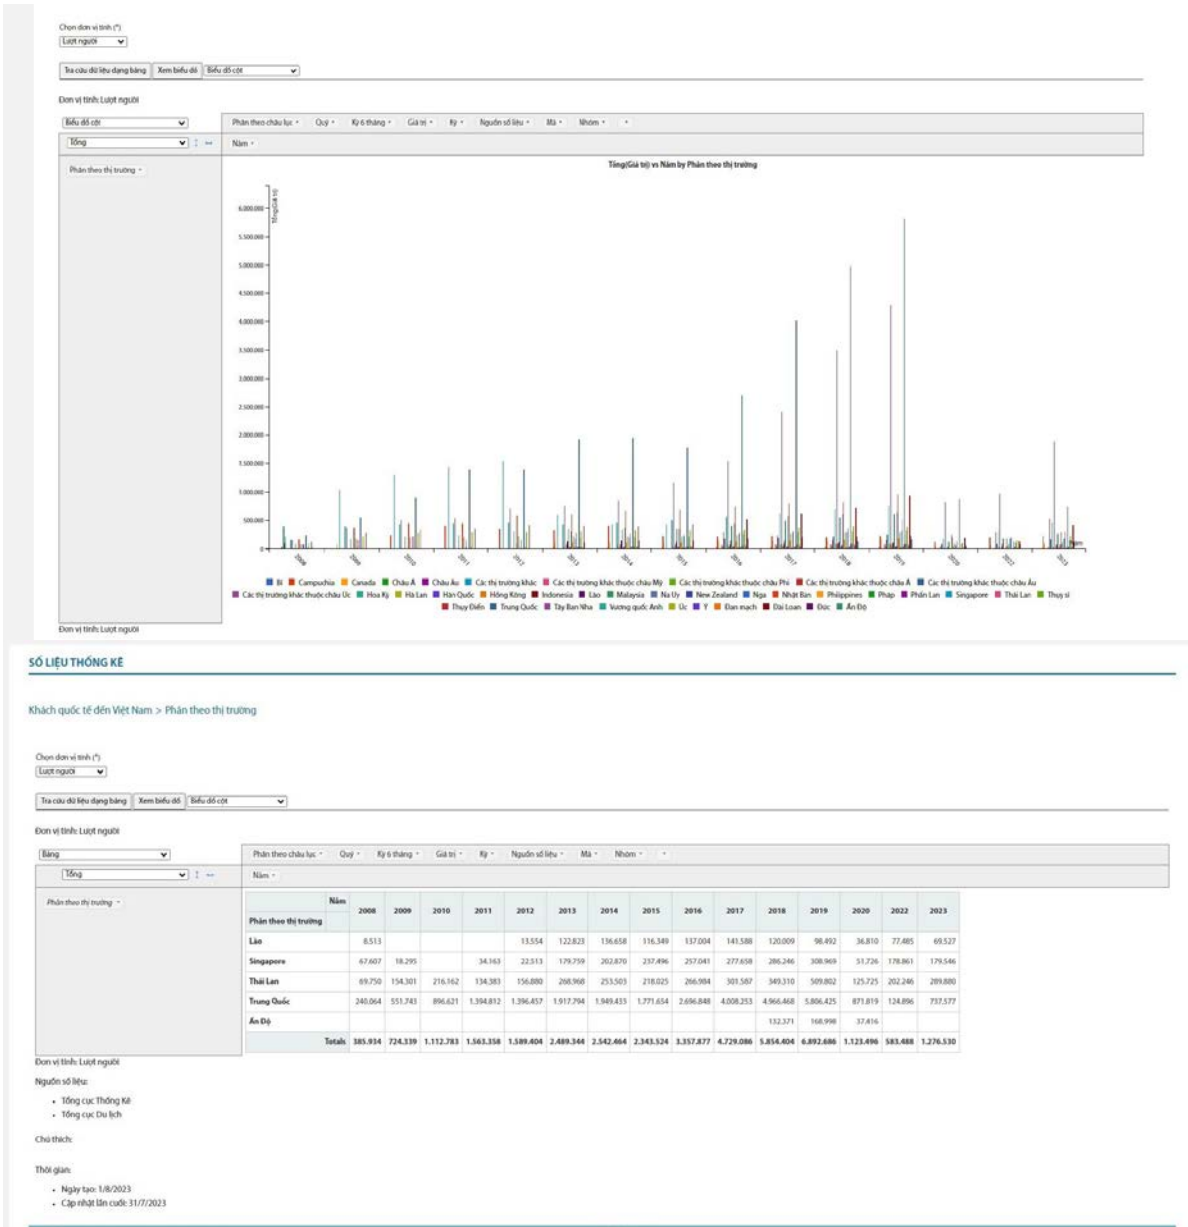 Chọn đơn vị tính (*)
Lượt người
Tra cứu dữ liệu dạng bảng Xem biểu đồ Biểu đồ cột
Đơn vị tính: Lượt người
Biểu đồ cột Phân theo châu lục Quý Kỳ 6 tháng Giá trị Kỳ Nguồn số liệu Mã Nhóm
Tổng Năm
Phân theo thị trường
Tổng(Giá trị) vs Năm by Phân theo thị trường
Tổng(Giá trị)
6.000.000
5.500.000
5.000.000
4.500.000
4.000.000
3.500.000
3.000.000
2.500.000
2.000.000
1.500.000
1.000.000
500.000
0
2008 2009 2010 2011 2012 2013 2014 2015 2016 2017 2018 2019 2020 2022 2023
Năm
Bỉ Campuchia Canada Châu Á Châu Âu Các thị trường khác Các thị trường khác thuộc châu Mỹ Các thị trường khác thuộc châu Phi Các thị trường khác thuộc châu Á Các thị trường khác thuộc châu Âu
Các thị trường khác thuộc châu Úc Hoa Kỳ Hà Lan Hàn Quốc Hồng Kông Indonesia Lào Malaysia Na Uy New Zealand Nga Nhật Bản Philippines Pháp Phần Lan Singapore Thái Lan Thụy sĩ
Thụy Điển Trung Quốc Tây Ban Nha Vương quốc Anh Úc Ý Đan mạch Đài Loan Đức Ấn Độ
Đơn vị tính: Lượt người
SỐ LIỆU THỐNG KÊ
Khách quốc tế đến Việt Nam > Phân theo thị trường
Chọn đơn vị tính (*)
Lượt người
Tra cứu dữ liệu dạng bảng Xem biểu đồ Biểu đồ cột
Đơn vị tính: Lượt người
Bảng Phân theo châu lục Quý Kỳ 6 tháng Giá trị Kỳ Nguồn số liệu Mã Nhóm
Tổng Năm
Phân theo thị trường
Năm 2008 2009 2010 2011 2012 2013 2014 2015 2016 2017 2018 2019 2020 2022 2023
Phân theo thị trường
Lào 8.513 13.554 122.823 136.658 116.349 137.004 141.588 120.009 98.492 36.810 77.485 69.527
Singapore 67.607 18.295 34.163 22.513 179.759 202.870 237.496 257.041 277.658 286.246 308.969 51.726 178.861 179.546
Thái Lan 69.750 154.301 216.162 134.383 156.880 268.968 253.503 218.025 266.984 301.587 349.310 509.802 125.725 202.246 289.880
Trung Quốc 240.064 551.743 896.621 1.394.812 1.396.457 1.917.794 1.949.433 1.771.654 2.696.848 4.008.253 4.966.468 5.806.425 871.819 124.896 737.577
Ấn Độ 132.371 168.998 37.416
Totals 385.934 724.339 1.112.783 1.563.358 1.589.404 2.489.344 2.542.464 2.343.524 3.357.877 4.729.086 5.854.404 6.892.686 1.123.496 583.488 1.276.530
Đơn vị tính: Lượt người
Nguồn số liệu:
• Tổng cục Thống Kê
• Tổng cục Du lịch
Chú thích:
Thời gian:
• Ngày tạo: 1/8/2023
• Cập nhật lần cuối: 31/7/2023